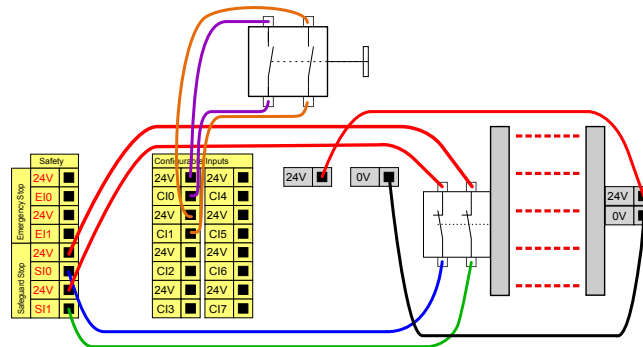 Safety
Emergency Stop
24V
EI0
24V
EI1
Safeguard Stop
24V
SI0
24V
SI1
Configurable Inputs
24V 24V
CI0 CI4
24V 24V
CI1 CI5
24V 24V
CI2 CI6
24V 24V
CI3 CI7
24V
0V
24V
0V